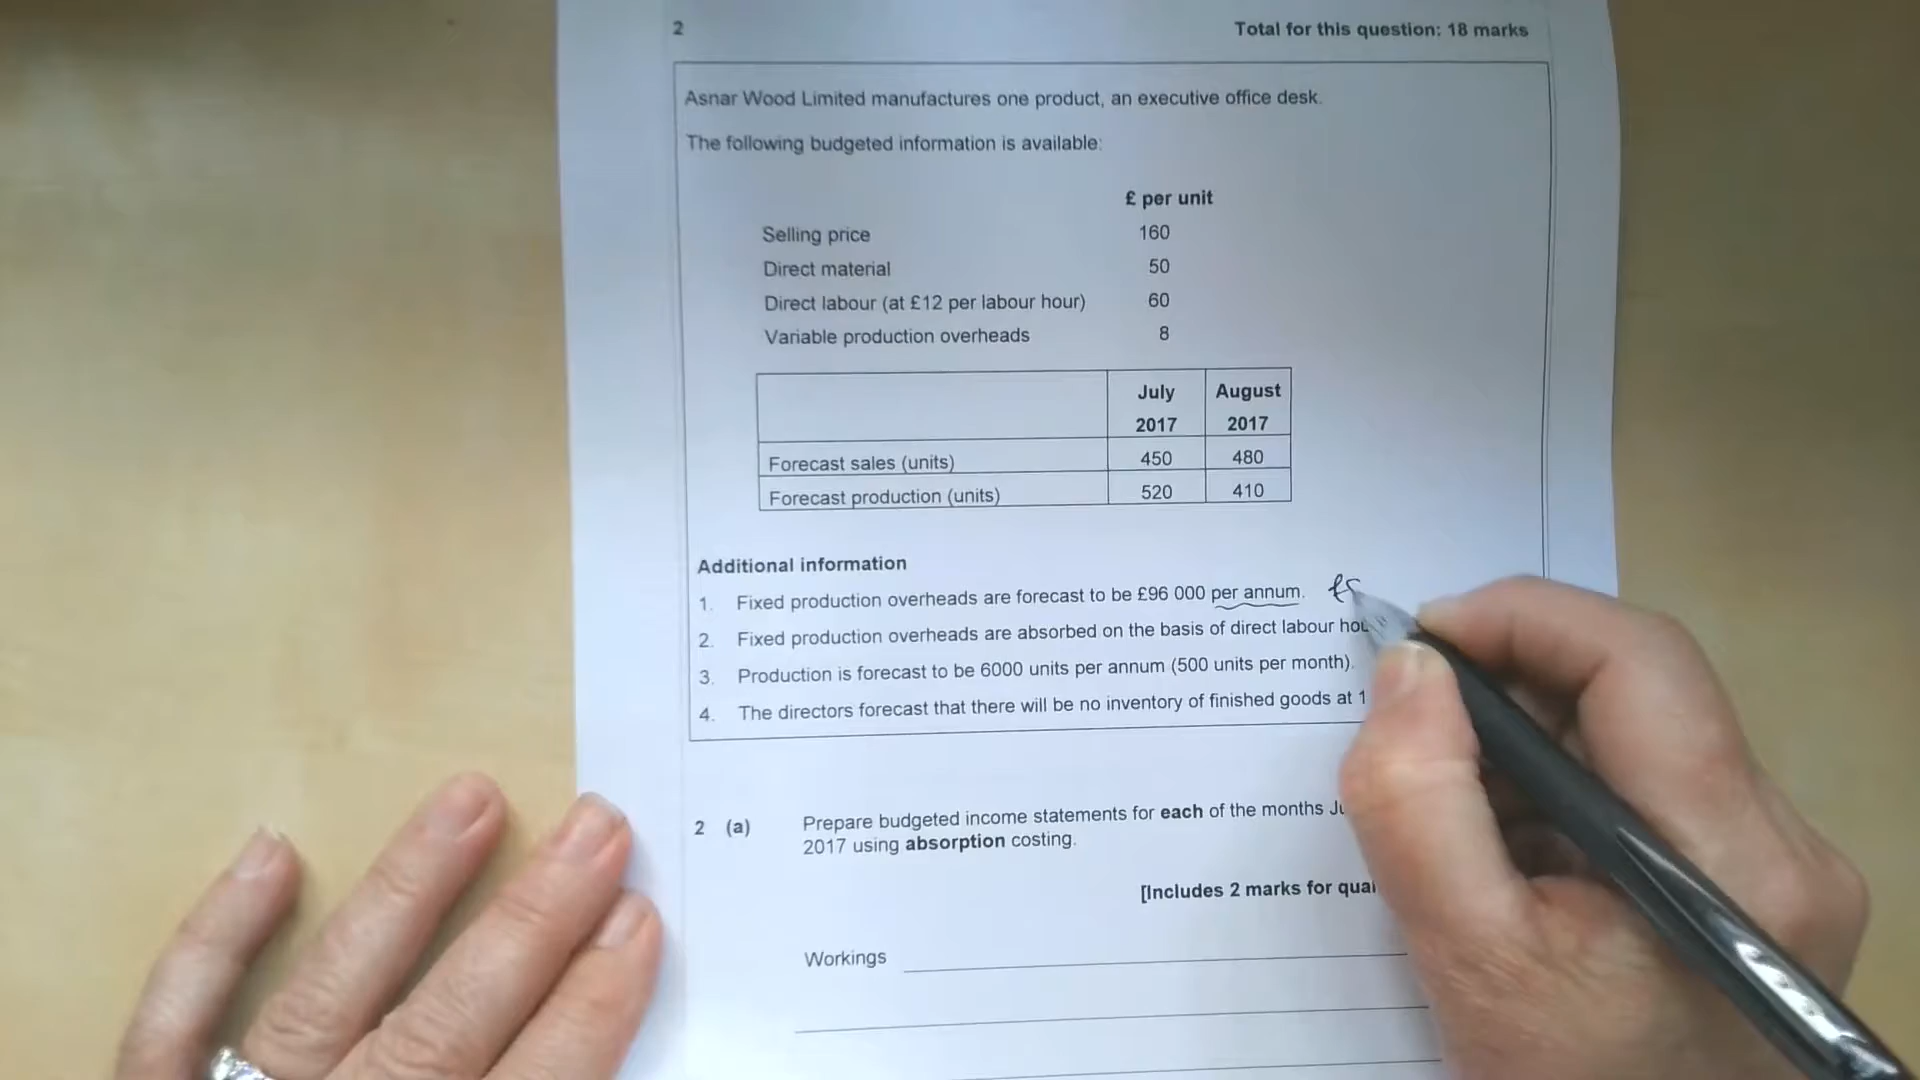 2 Total for this question: 18 marks
Asnar Wood Limited manufactures one product, an executive office desk.
The following budgeted information is available:
£ per unit
Selling price 160
Direct material 50
Direct labour (at £12 per labour hour) 60
Variable production overheads 8
July August
2017 2017
Forecast sales (units) 450 480
Forecast production (units) 520 410
Additional information
1. Fixed production overheads are forecast to be £96 000 per annum.
2. Fixed production overheads are absorbed on the basis of direct labour
3. Production is forecast to be 6000 units per annum (500 units per month).
4. The directors forecast that there will be no inventory of finished goods at 1
2 (a) Prepare budgeted income statements for each of the months
2017 using absorption costing.
[Includes 2 marks for
Workings